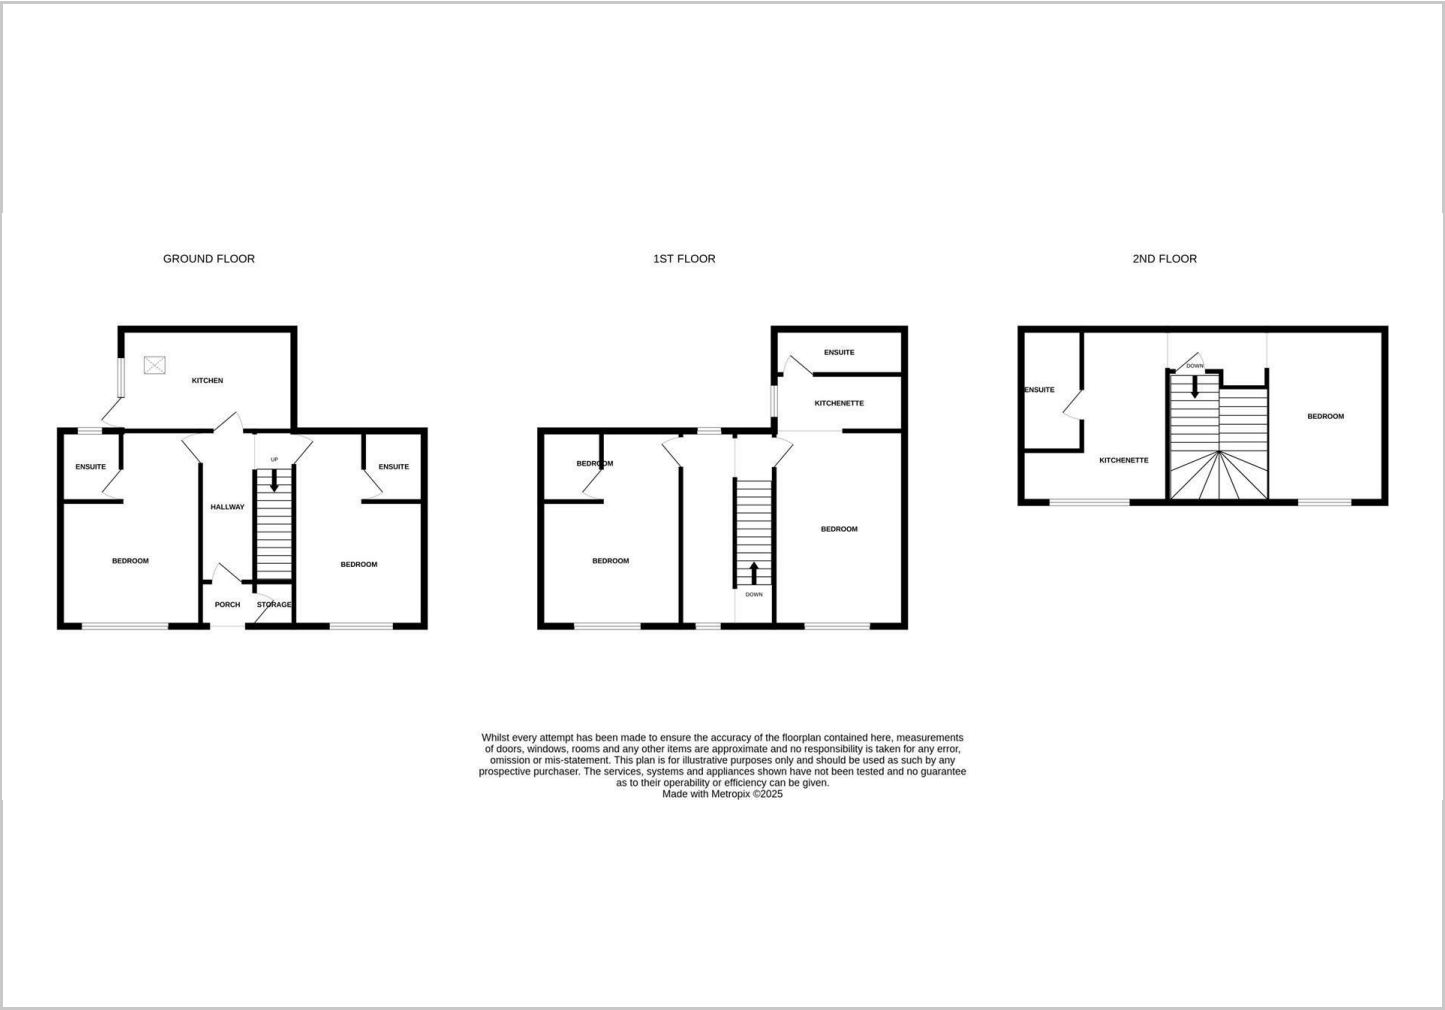 GROUND FLOOR
KITCHEN
ENSUITE
UP
ENSUITE
HALLWAY
BEDROOM
BEDROOM
PORCH
STORAGE
1ST FLOOR
ENSUITE
KITCHENETTE
BEDROOM
BEDROOM
BEDROOM
DOWN
2ND FLOOR
DOWN
ENSUITE
BEDROOM
KITCHENETTE
Whilst every attempt has been made to ensure the accuracy of the floorplan contained here, measurements
of doors, windows, rooms and any other items are approximate and no responsibility is taken for any error,
omission or mis-statement. This plan is for illustrative purposes only and should be used as such by any
prospective purchaser. The services, systems and appliances shown have not been tested and no guarantee
as to their operability or efficiency can be given.
Made with Metropix ©2025